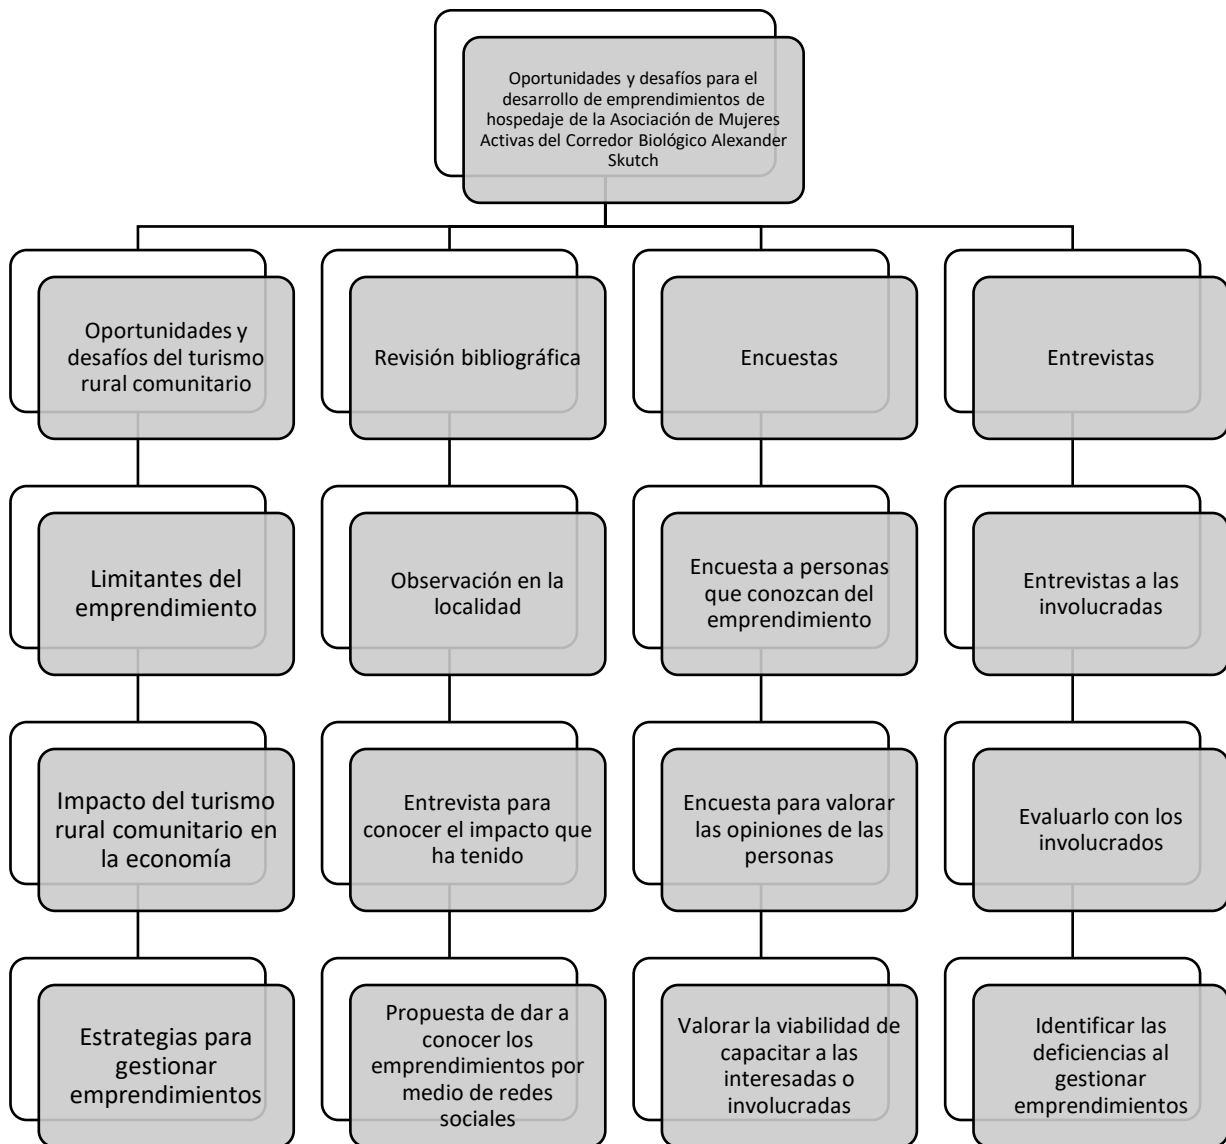 Oportunidades y desafíos para el
desarrollo de emprendimientos de
hospedaje de la Asociación de Mujeres
Activas del Corredor Biológico Alexander
Skutch
Oportunidades y
desafíos del turismo
rural comunitario
Revisión bibliográfica
Encuestas
Entrevistas
Limitantes del
emprendimiento
Observación en la
localidad
Encuesta a personas
que conozcan del
emprendimiento
Entrevistas a las
involucradas
Impacto del turismo
rural comunitario en
la economía
Entrevista para
conocer el impacto que
ha tenido
Encuesta para valorar
las opiniones de las
personas
Evaluarlo con los
involucrados
Estrategias para
gestionar
emprendimientos
Propuesta de dar a
conocer los
emprendimientos por
medio de redes
sociales
Valorar la viabilidad de
capacitar a las
interesadas o
involucradas
Identificar las
deficiencias al
gestionar
emprendimientos